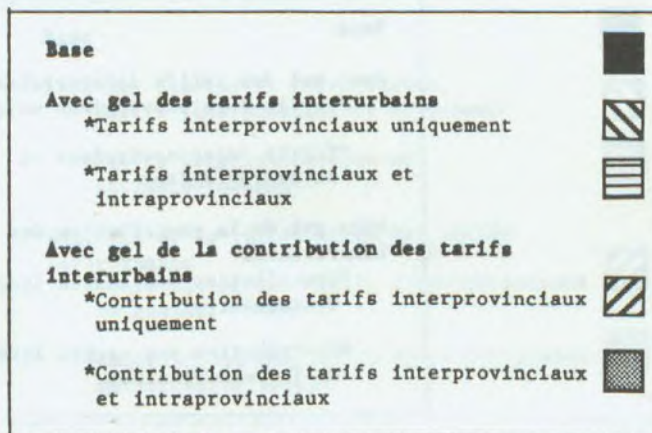 Base
Avec gel des tarifs interurbains
*Tarifs interprovinciaux uniquement
*Tarifs interprovinciaux et
intraprovinciaux
Avec gel de la contribution des tarifs
interurbains
*Contribution des tarifs interprovinciaux
uniquement
*Contribution des tarifs interprovinciaux
et intraprovinciaux